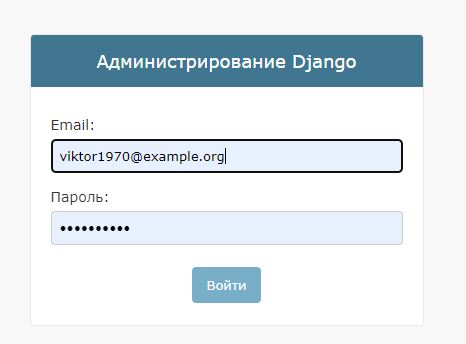 Администрирование Django
Email:
viktor1970@example.org
Пароль:
••••••••••
Войти